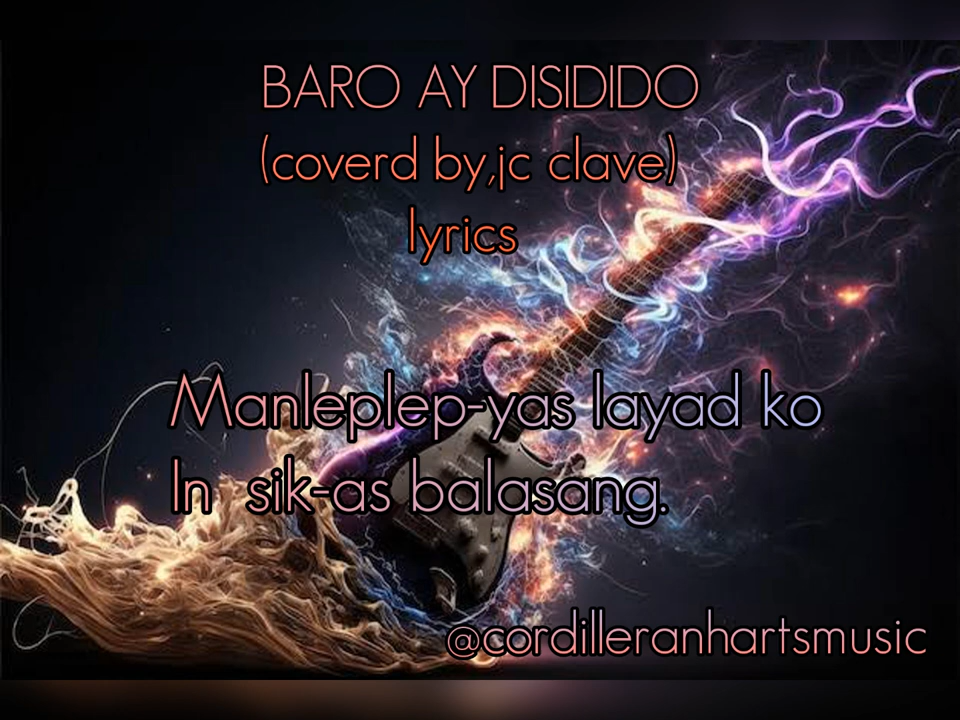 BARO AY DISIDIDO
(coverd by,jc clave)
lyrics
Manleplep-yas layad ko
In sik-as balasang.
@cordilleranhartsmusic